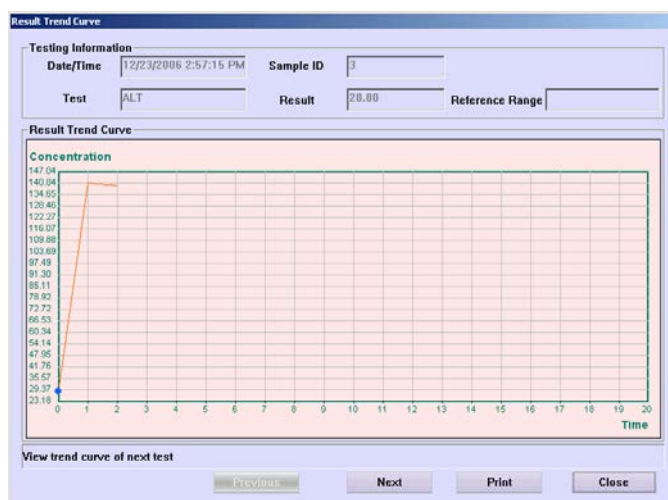 Result Trend Curve
Testing Information
Date/Time 12/23/2006 2:57:15 PM Sample ID 3
Test ALT Result 28.80 Reference Range
Result Trend Curve
Concentration
147.04
140.84
134.65
128.46
122.27
116.07
109.88
103.69
97.49
91.30
85.11
78.92
72.72
66.53
60.34
54.14
47.95
41.76
35.57
29.37
23.18
0 1 2 3 4 5 6 7 8 9 10 11 12 13 14 15 16 17 18 19 20
Time
View trend curve of next test
Previous Next Print Close